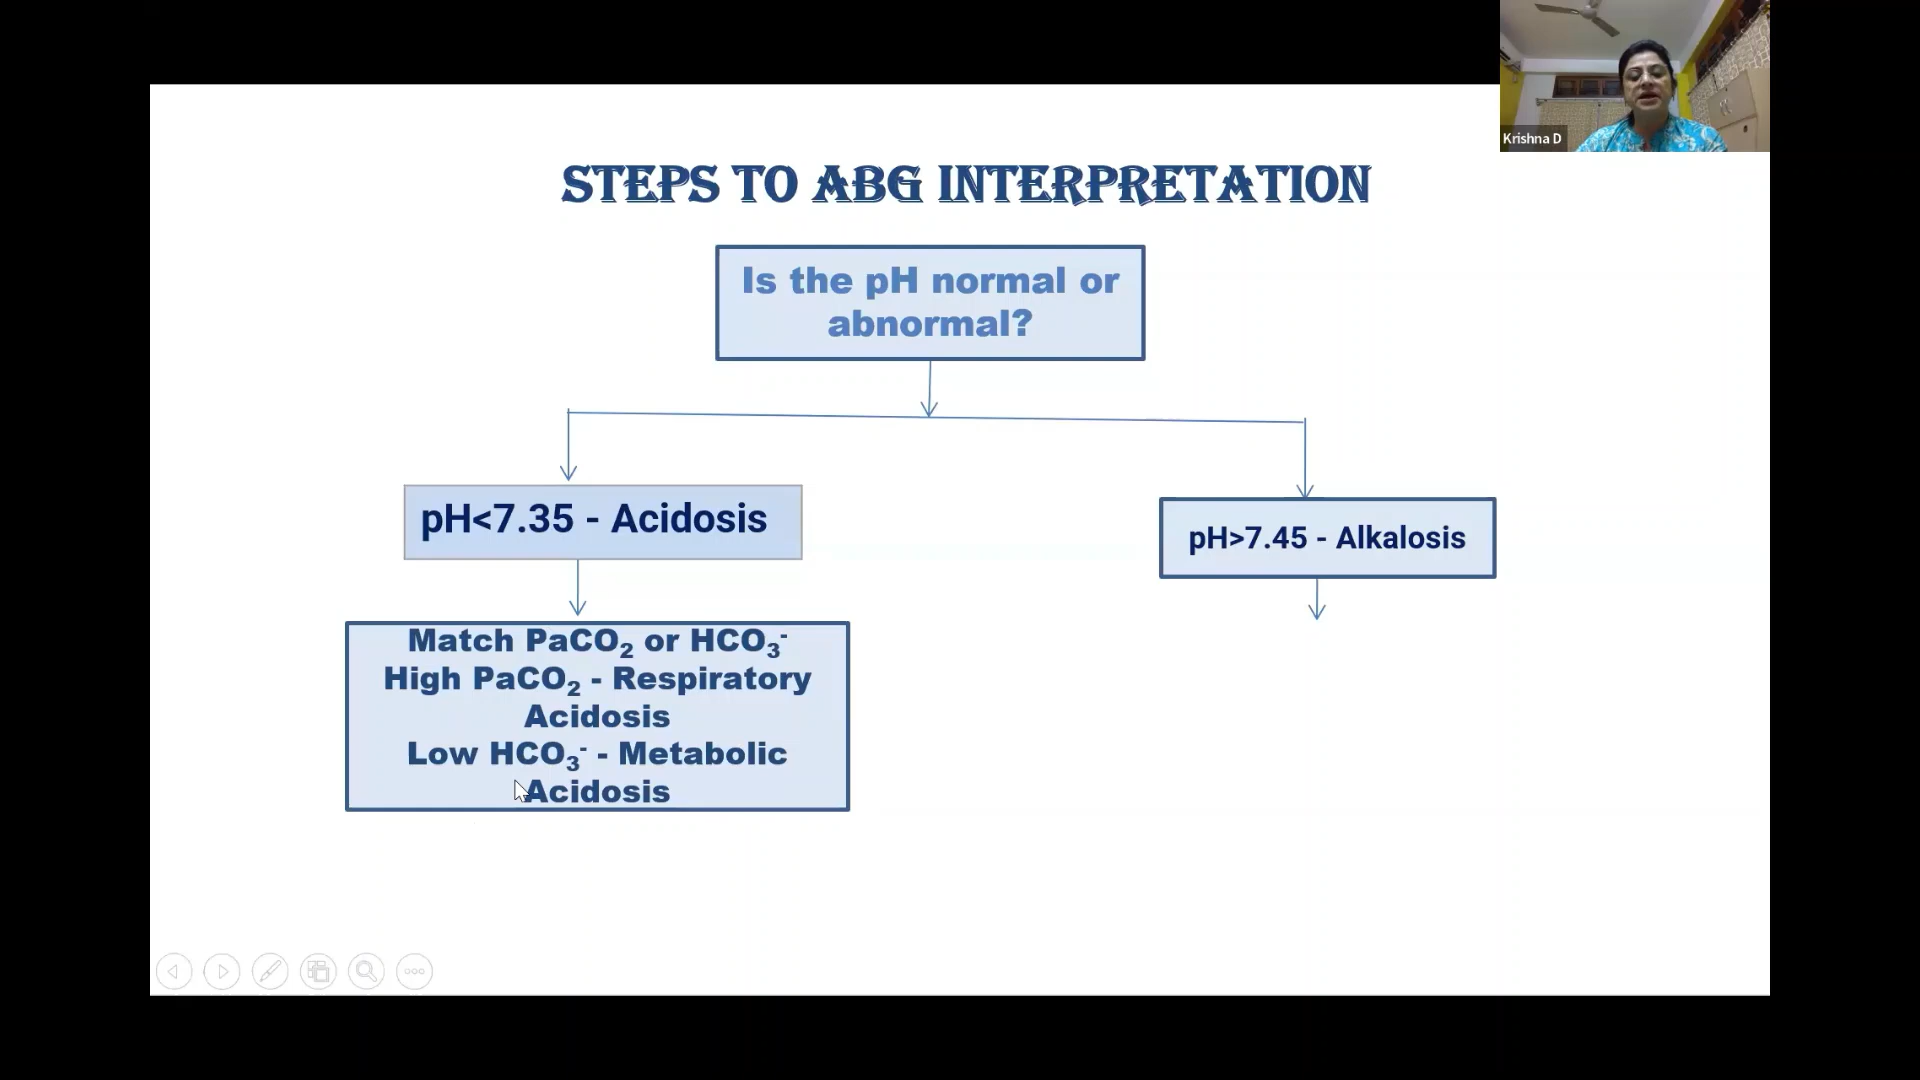 Krishna D
STEPS TO ABG INTERPRETATION
Is the pH normal or
abnormal?
pH<7.35 - Acidosis
pH>7.45 - Alkalosis
Match PaCO₂ or HCO₃⁻
High PaCO₂ - Respiratory
Acidosis
Low HCO₃⁻ - Metabolic
Acidosis